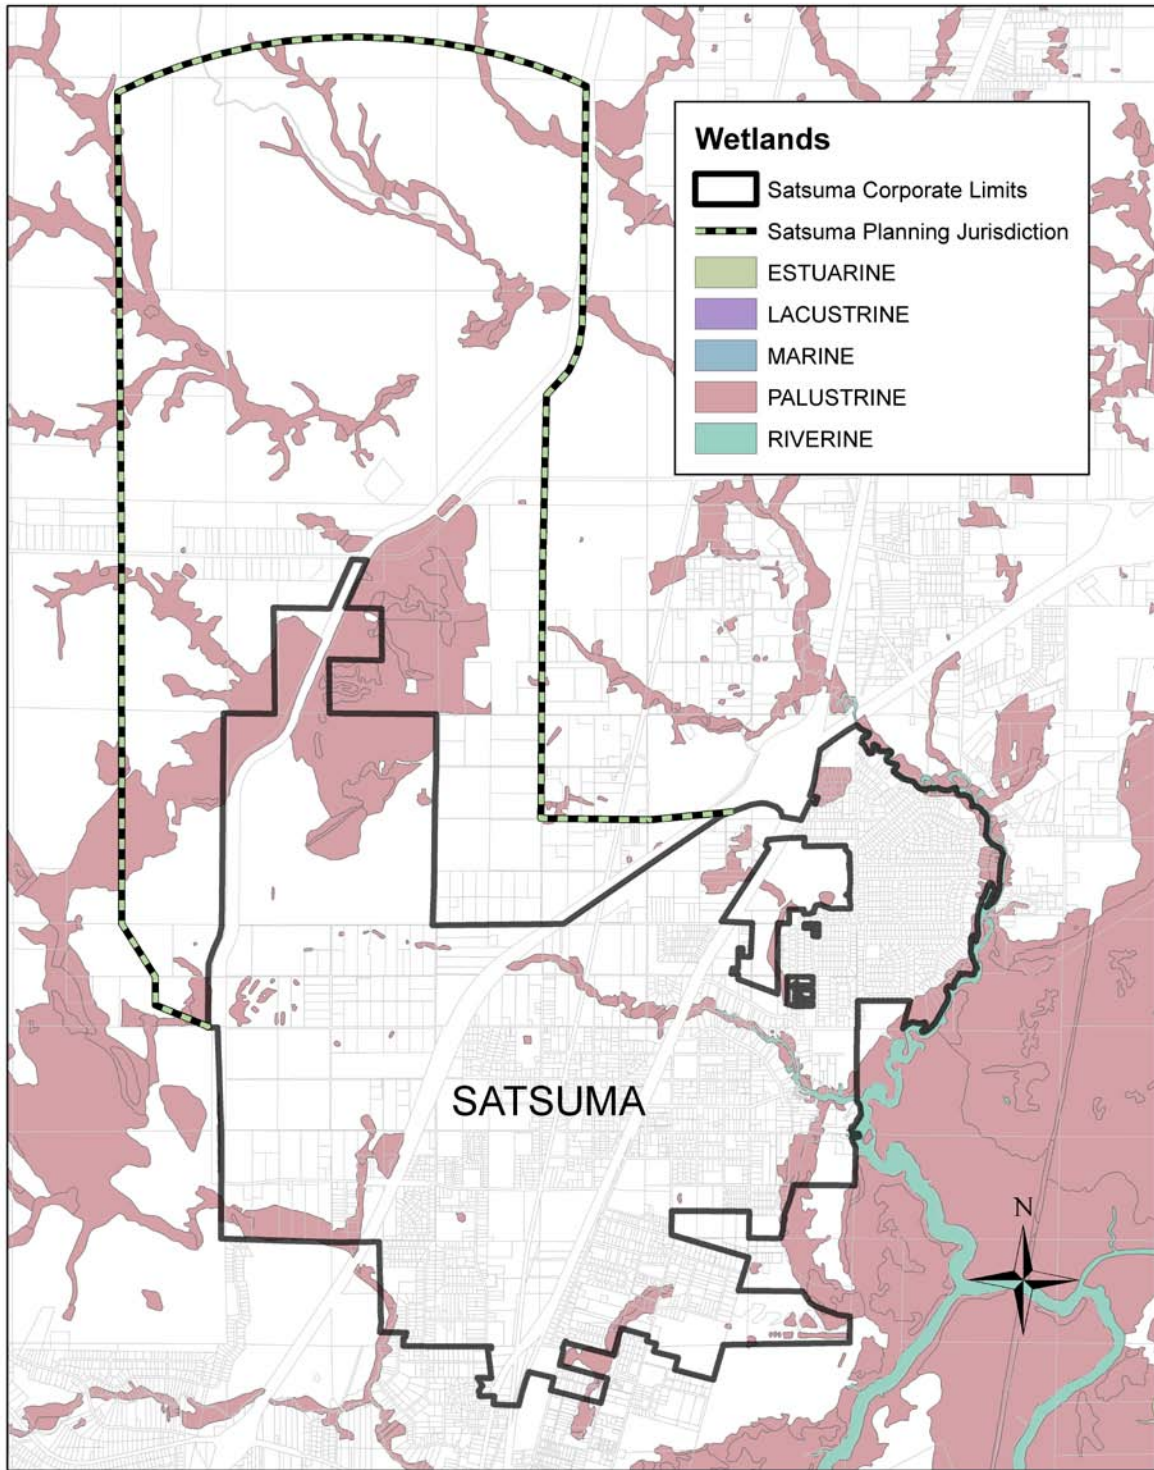 Wetlands
Satsuma Corporate Limits
Satsuma Planning Jurisdiction
ESTUARINE
LACUSTRINE
MARINE
PALUSTRINE
RIVERINE
SATSUMA
N